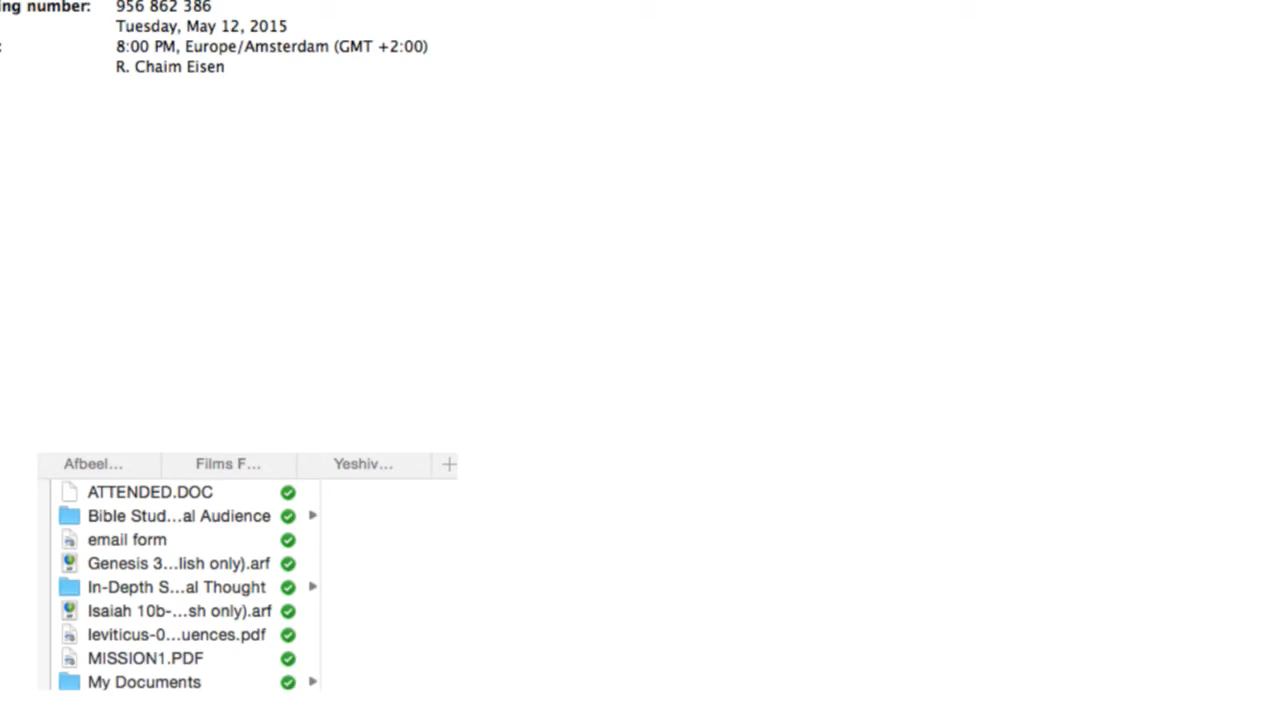 ing number: 956 862 386
Tuesday, May 12, 2015
: 8:00 PM, Europe/Amsterdam (GMT +2:00)
R. Chaim Eisen
Afbeel... Films F... Yeshiv... +
ATTENDED.DOC
Bible Stud...al Audience
email form
Genesis 3...lish only).arf
In-Depth S...al Thought
Isaiah 10b-...sh only).arf
leviticus-0...uences.pdf
MISSION1.PDF
My Documents